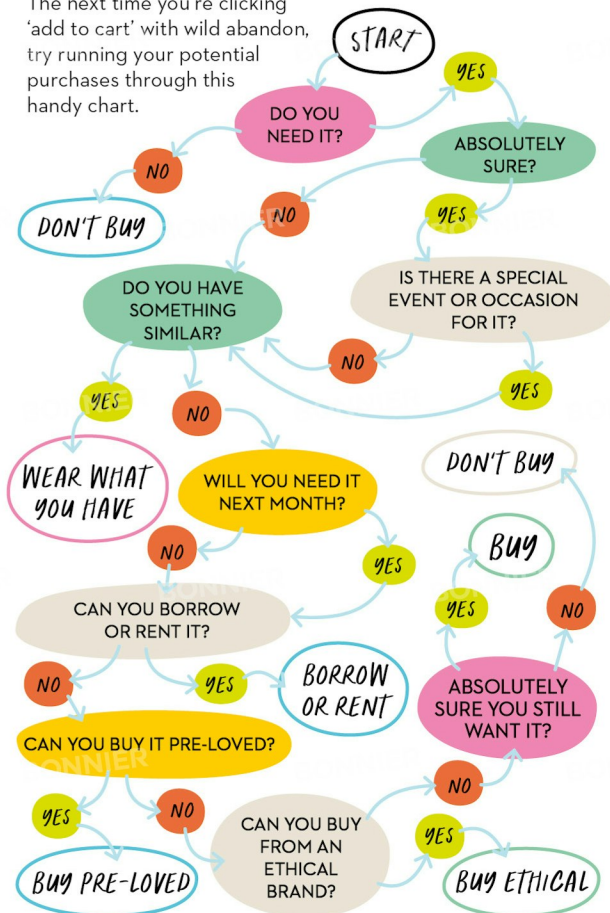 The next time you're clicking
'add to cart' with wild abandon,
try running your potential
purchases through this
handy chart.
START
YES
DO YOU
NEED IT?
ABSOLUTELY
SURE?
NO
NO
YES
DON'T BUY
IS THERE A SPECIAL
EVENT OR OCCASION
FOR IT?
DO YOU HAVE
SOMETHING
SIMILAR?
NO
YES
YES
NO
WEAR WHAT
YOU HAVE
WILL YOU NEED IT
NEXT MONTH?
DON'T BUY
BUY
NO
YES
YES
NO
CAN YOU BORROW
OR RENT IT?
NO
YES
BORROW
OR RENT
ABSOLUTELY
SURE YOU STILL
WANT IT?
CAN YOU BUY IT PRE-LOVED?
NO
YES
NO
CAN YOU BUY
FROM AN
ETHICAL
BRAND?
YES
BUY PRE-LOVED
BUY ETHICAL
BONNIER
BONNIER
BONNIER